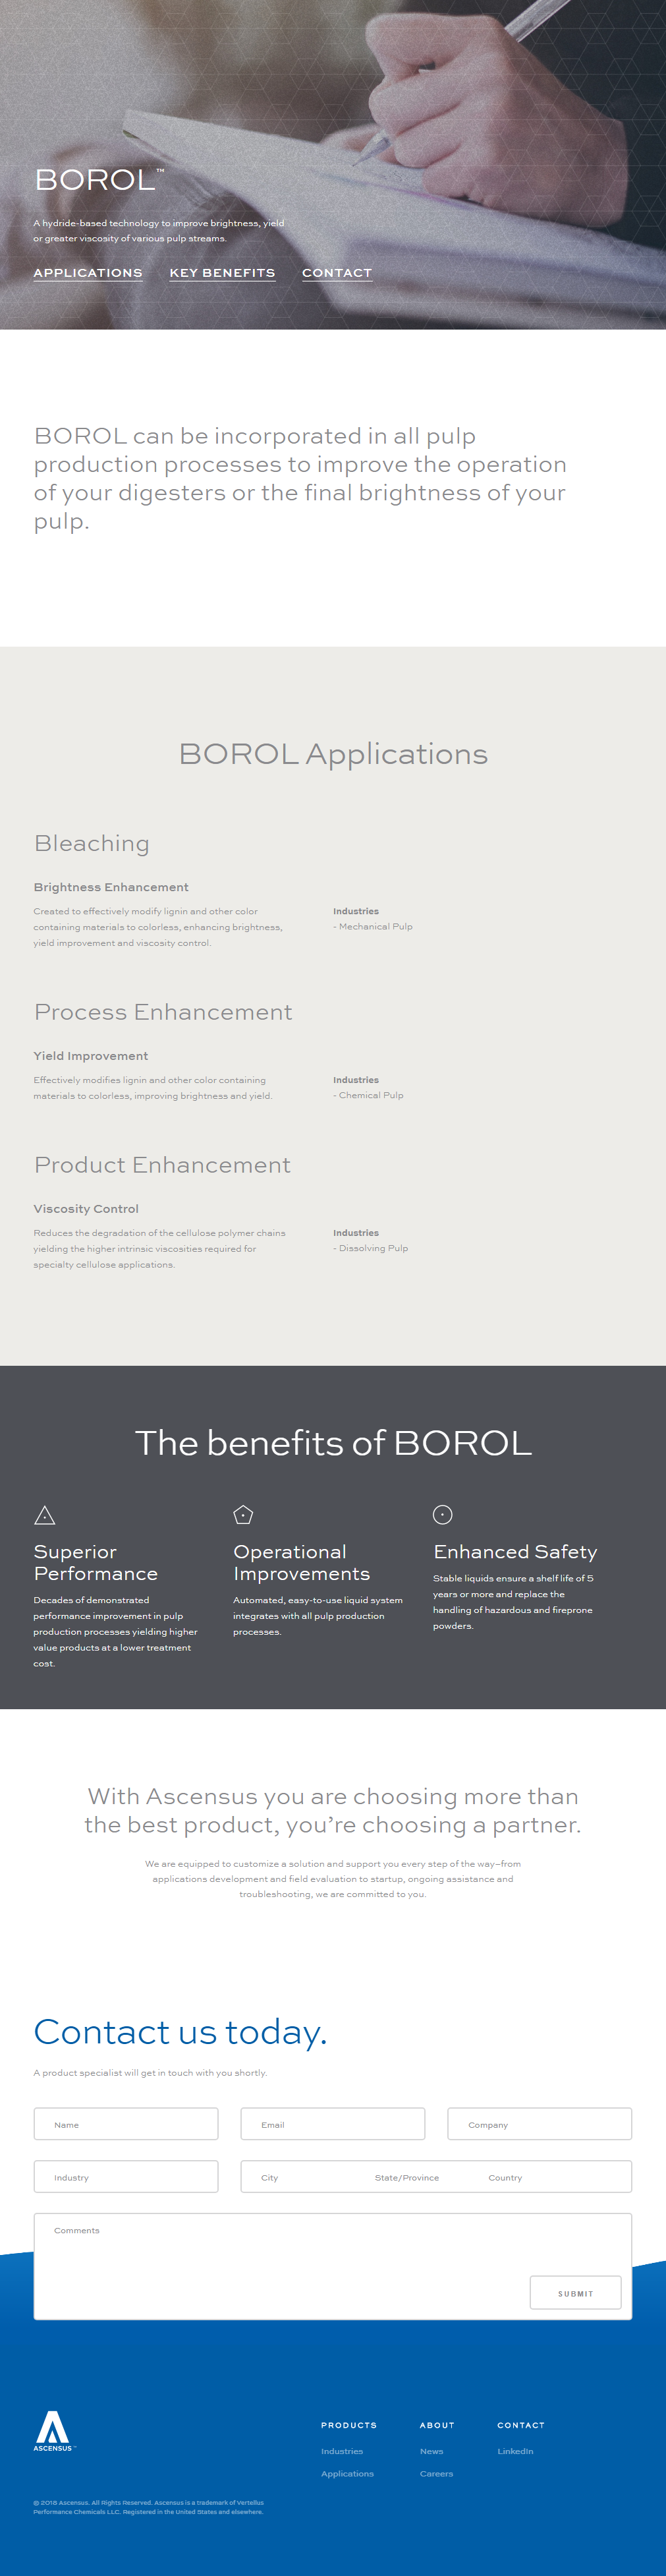 BOROL™
A hydride-based technology to improve brightness, yield
or greater viscosity of various pulp streams.
APPLICATIONS KEY BENEFITS CONTACT
BOROL can be incorporated in all pulp
production processes to improve the operation
of your digesters or the final brightness of your
pulp.
BOROL Applications
Bleaching
Brightness Enhancement
Created to effectively modify lignin and other color
containing materials to colorless, enhancing brightness,
yield improvement and viscosity control.
Industries
- Mechanical Pulp
Process Enhancement
Yield Improvement
Effectively modifies lignin and other color containing
materials to colorless, improving brightness and yield.
Industries
- Chemical Pulp
Product Enhancement
Viscosity Control
Reduces the degradation of the cellulose polymer chains
yielding the higher intrinsic viscosities required for
specialty cellulose applications.
Industries
- Dissolving Pulp
The benefits of BOROL
Superior
Performance
Decades of demonstrated
performance improvement in pulp
production processes yielding higher
value products at a lower treatment
cost.
Operational
Improvements
Automated, easy-to-use liquid system
integrates with all pulp production
processes.
Enhanced Safety
Stable liquids ensure a shelf life of 5
years or more and replace the
handling of hazardous and fireprone
powders.
With Ascensus you are choosing more than
the best product, you’re choosing a partner.
We are equipped to customize a solution and support you every step of the way–from
applications development and field evaluation to startup, ongoing assistance and
troubleshooting, we are committed to you.
Contact us today.
A product specialist will get in touch with you shortly.
Name Email Company
Industry City State/Province Country
Comments
SUBMIT
ASCENSUS™
PRODUCTS
Industries
Applications
ABOUT
News
Careers
CONTACT
LinkedIn
© 2018 Ascensus. All Rights Reserved. Ascensus is a trademark of Vertellus
Performance Chemicals LLC. Registered in the United States and elsewhere.